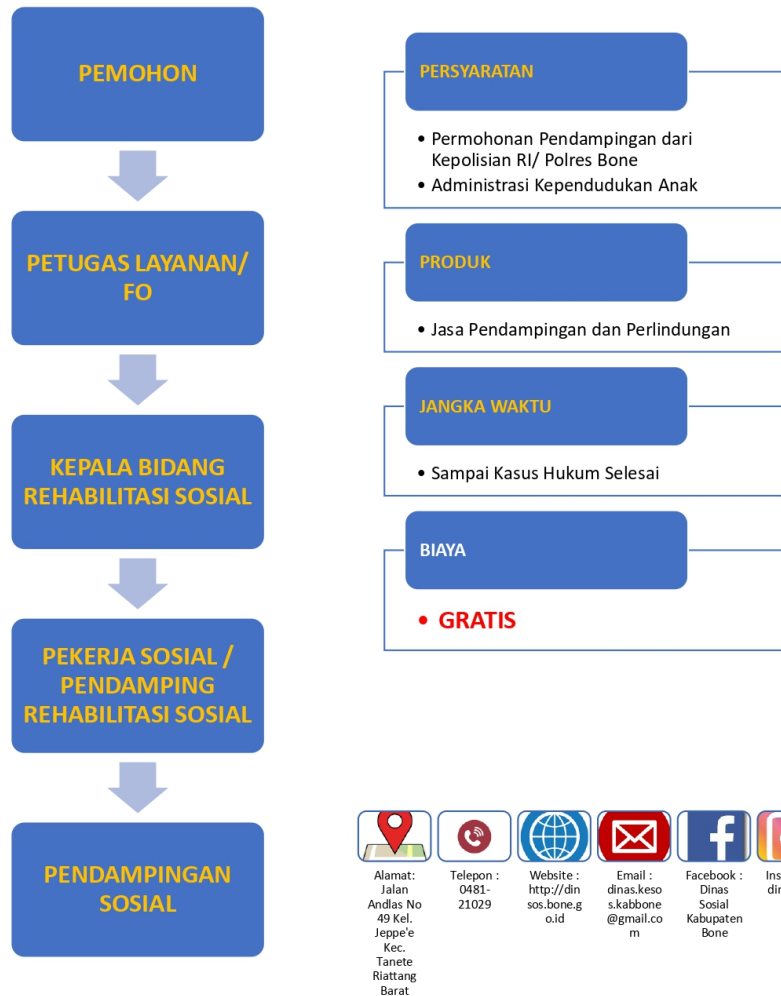 PEMOHON
PETUGAS LAYANAN/
FO
KEPALA BIDANG
REHABILITASI SOSIAL
PEKERJA SOSIAL /
PENDAMPING
REHABILITASI SOSIAL
PENDAMPINGAN
SOSIAL
PERSYARATAN
• Permohonan Pendampingan dari
Kepolisian RI/ Polres Bone
• Administrasi Kependudukan Anak
PRODUK
• Jasa Pendampingan dan Perlindungan
JANGKA WAKTU
• Sampai Kasus Hukum Selesai
BIAYA
• GRATIS
Alamat:
Jalan
Andlas No
49 Kel.
Jeppe'e
Kec.
Tanete
Riattang
Barat
Telepon :
0481-
21029
Website :
http://din
sos.bone.g
o.id
Email :
dinas.keso
s.kabbone
@gmail.co
m
Facebook :
Dinas
Sosial
Kabupaten
Bone